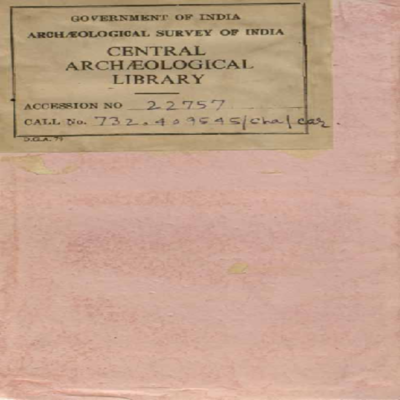 GOVERNMENT OF INDIA
ARCHÆOLOGICAL SURVEY OF INDIA
CENTRAL
ARCHÆOLOGICAL
LIBRARY
ACCESSION NO 22757
CALL No. 732.409545/Cha/Car.
D.G.A. 79